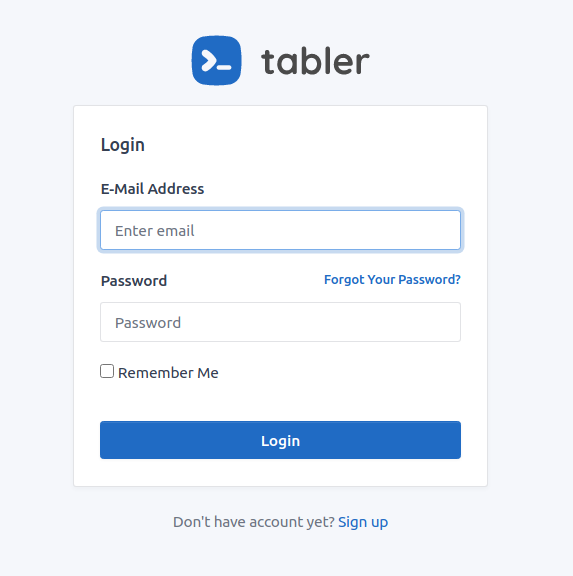 tabler
Login
E-Mail Address
Enter email
Password Forgot Your Password?
Password
Remember Me
Login
Don't have account yet? Sign up